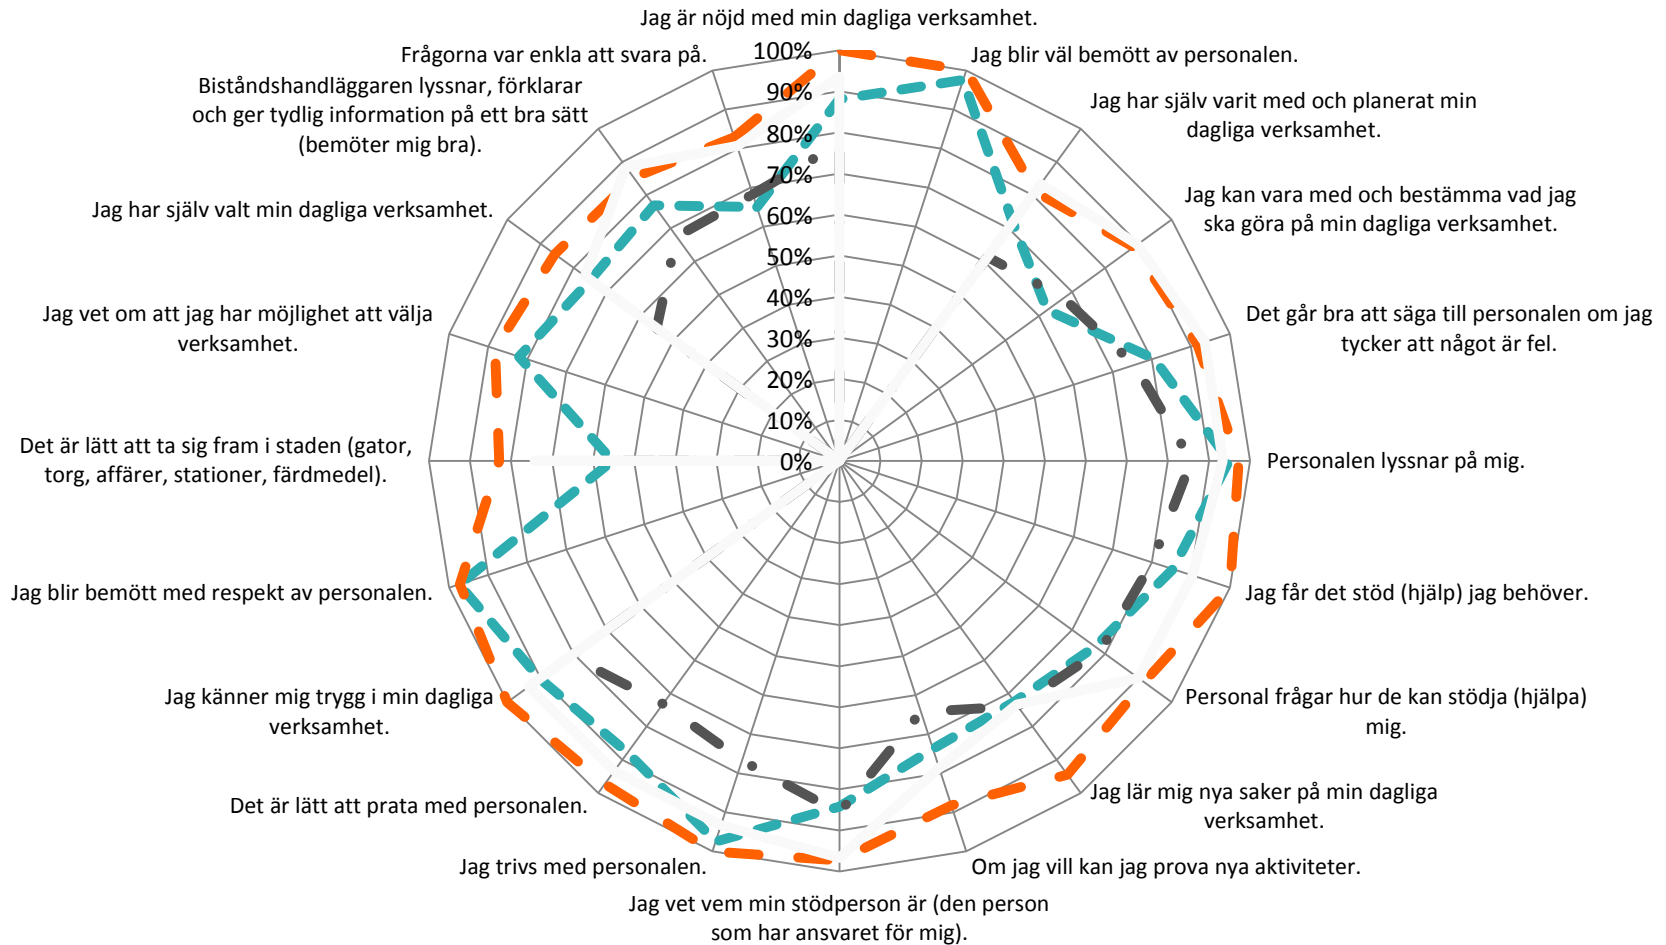 Jag är nöjd med min dagliga verksamhet.
Jag blir väl bemött av personalen.
Jag har själv varit med och planerat min
dagliga verksamhet.
Jag kan vara med och bestämma vad jag
ska göra på min dagliga verksamhet.
Det går bra att säga till personalen om jag
tycker att något är fel.
Personalen lyssnar på mig.
Jag får det stöd (hjälp) jag behöver.
Personal frågar hur de kan stödja (hjälpa)
mig.
Jag lär mig nya saker på min dagliga
verksamhet.
Om jag vill kan jag prova nya aktiviteter.
Jag vet vem min stödperson är (den person
som har ansvaret för mig).
Jag trivs med personalen.
Det är lätt att prata med personalen.
Jag känner mig trygg i min dagliga
verksamhet.
Jag blir bemött med respekt av personalen.
Det är lätt att ta sig fram i staden (gator,
torg, affärer, stationer, färdmedel).
Jag vet om att jag har möjlighet att välja
verksamhet.
Jag har själv valt min dagliga verksamhet.
Biståndshandläggaren lyssnar, förklarar
och ger tydlig information på ett bra sätt
(bemöter mig bra).
Frågorna var enkla att svara på.
100%
90%
80%
70%
60%
50%
40%
30%
20%
10%
0%